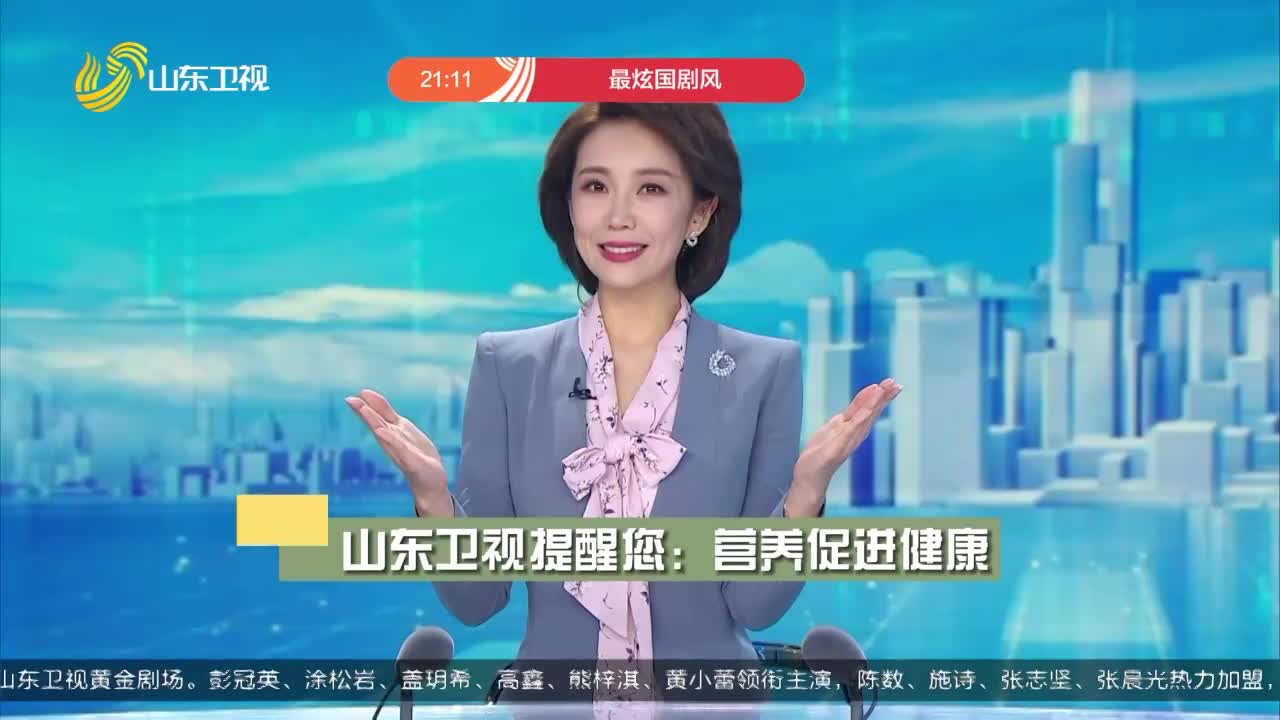 山东卫视
21:11 最炫国剧风
山东卫视提醒您：营养促进健康
山东卫视黄金剧场。彭冠英、涂松岩、盖玥希、高鑫、熊梓淇、黄小蕾领衔主演，陈数、施诗、张志坚、张晨光热力加盟，